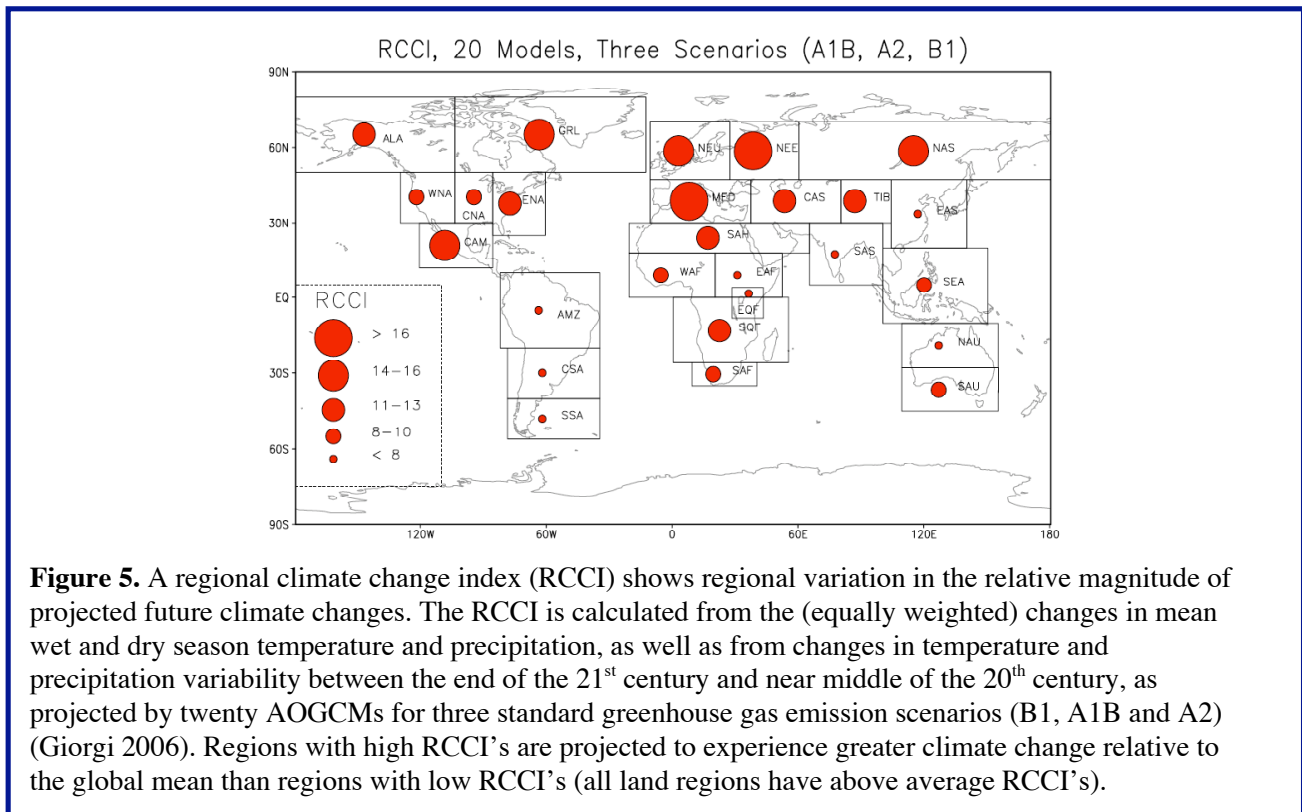 RCCI, 20 Models, Three Scenarios (A1B, A2, B1)
90N
60N
30N
EQ
30S
60S
90S
120W
60W
0
60E
120E
180
ALA
GRL
NEU
NEE
NAS
WNA
CNA
ENA
MED
CAS
TIB
EAS
CAM
SAH
SAS
WAF
EAF
SEA
EQF
AMZ
SQF
NAU
CSA
SAF
SAU
SSA
RCCI
> 16
14-16
11-13
8-10
< 8
Figure 5. A regional climate change index (RCCI) shows regional variation in the relative magnitude of
projected future climate changes. The RCCI is calculated from the (equally weighted) changes in mean
wet and dry season temperature and precipitation, as well as from changes in temperature and
precipitation variability between the end of the 21st century and near middle of the 20th century, as
projected by twenty AOGCMs for three standard greenhouse gas emission scenarios (B1, A1B and A2)
(Giorgi 2006). Regions with high RCCI's are projected to experience greater climate change relative to
the global mean than regions with low RCCI's (all land regions have above average RCCI's).